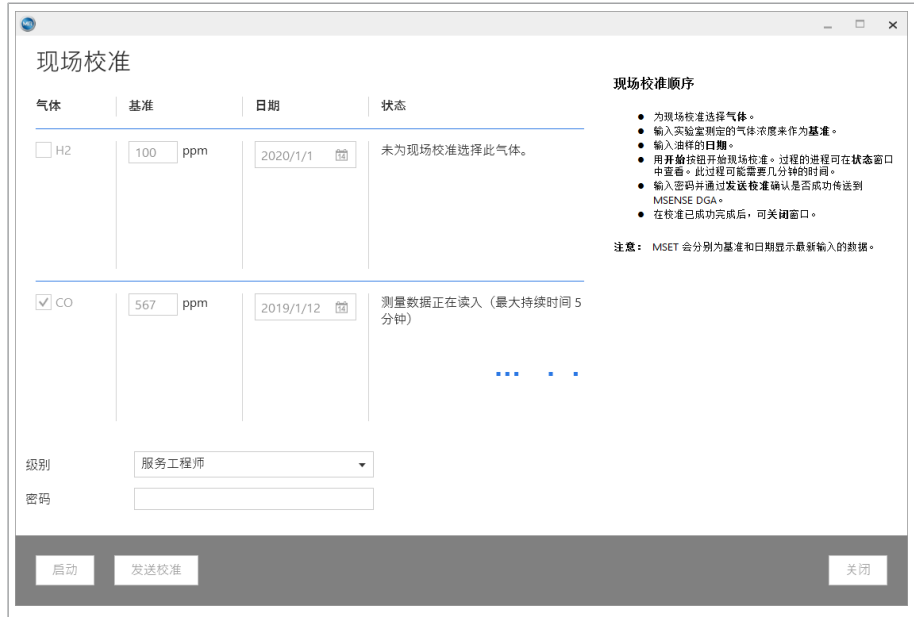 现场校准
气体 基准 日期 状态
H2 100 ppm 2020/1/1 未为现场校准选择此气体。
CO 567 ppm 2019/1/12 测量数据正在读入（最大持续时间 5
分钟）
级别 服务工程师
密码
启动 发送校准 关闭
现场校准顺序
● 为现场校准选择气体。
● 输入实验室测定的气体浓度来作为基准。
● 输入油样的日期。
● 用开始按钮开始现场校准。过程的进程可在状态窗口
中查看。此过程可能需要几分钟的时间。
● 输入密码并通过发送校准确认是否成功传送到
MSENSE DGA。
● 在校准已成功完成后，可关闭窗口。
注意： MSET 会分别为基准和日期显示最新输入的数据。